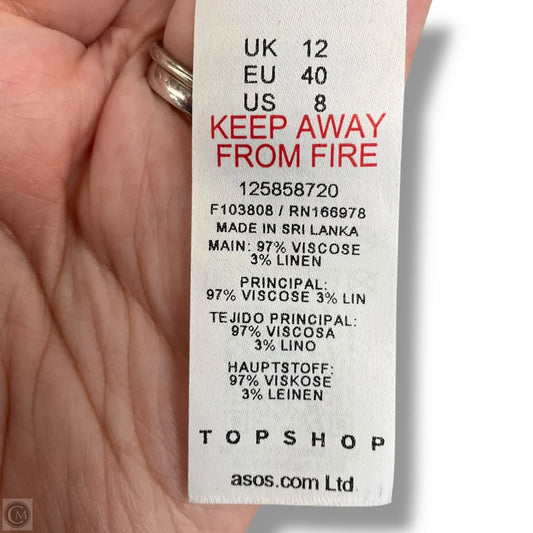 UK 12
EU 40
US 8
KEEP AWAY
FROM FIRE
125858720
F103808 / RN166978
MADE IN SRI LANKA
MAIN: 97% VISCOSE
3% LINEN
PRINCIPAL:
97% VISCOSE 3% LIN
TEJIDO PRINCIPAL:
97% VISCOSA
3% LINO
HAUPTSTOFF:
97% VISKOSE
3% LEINEN
TOPSHOP
asos.com Ltd